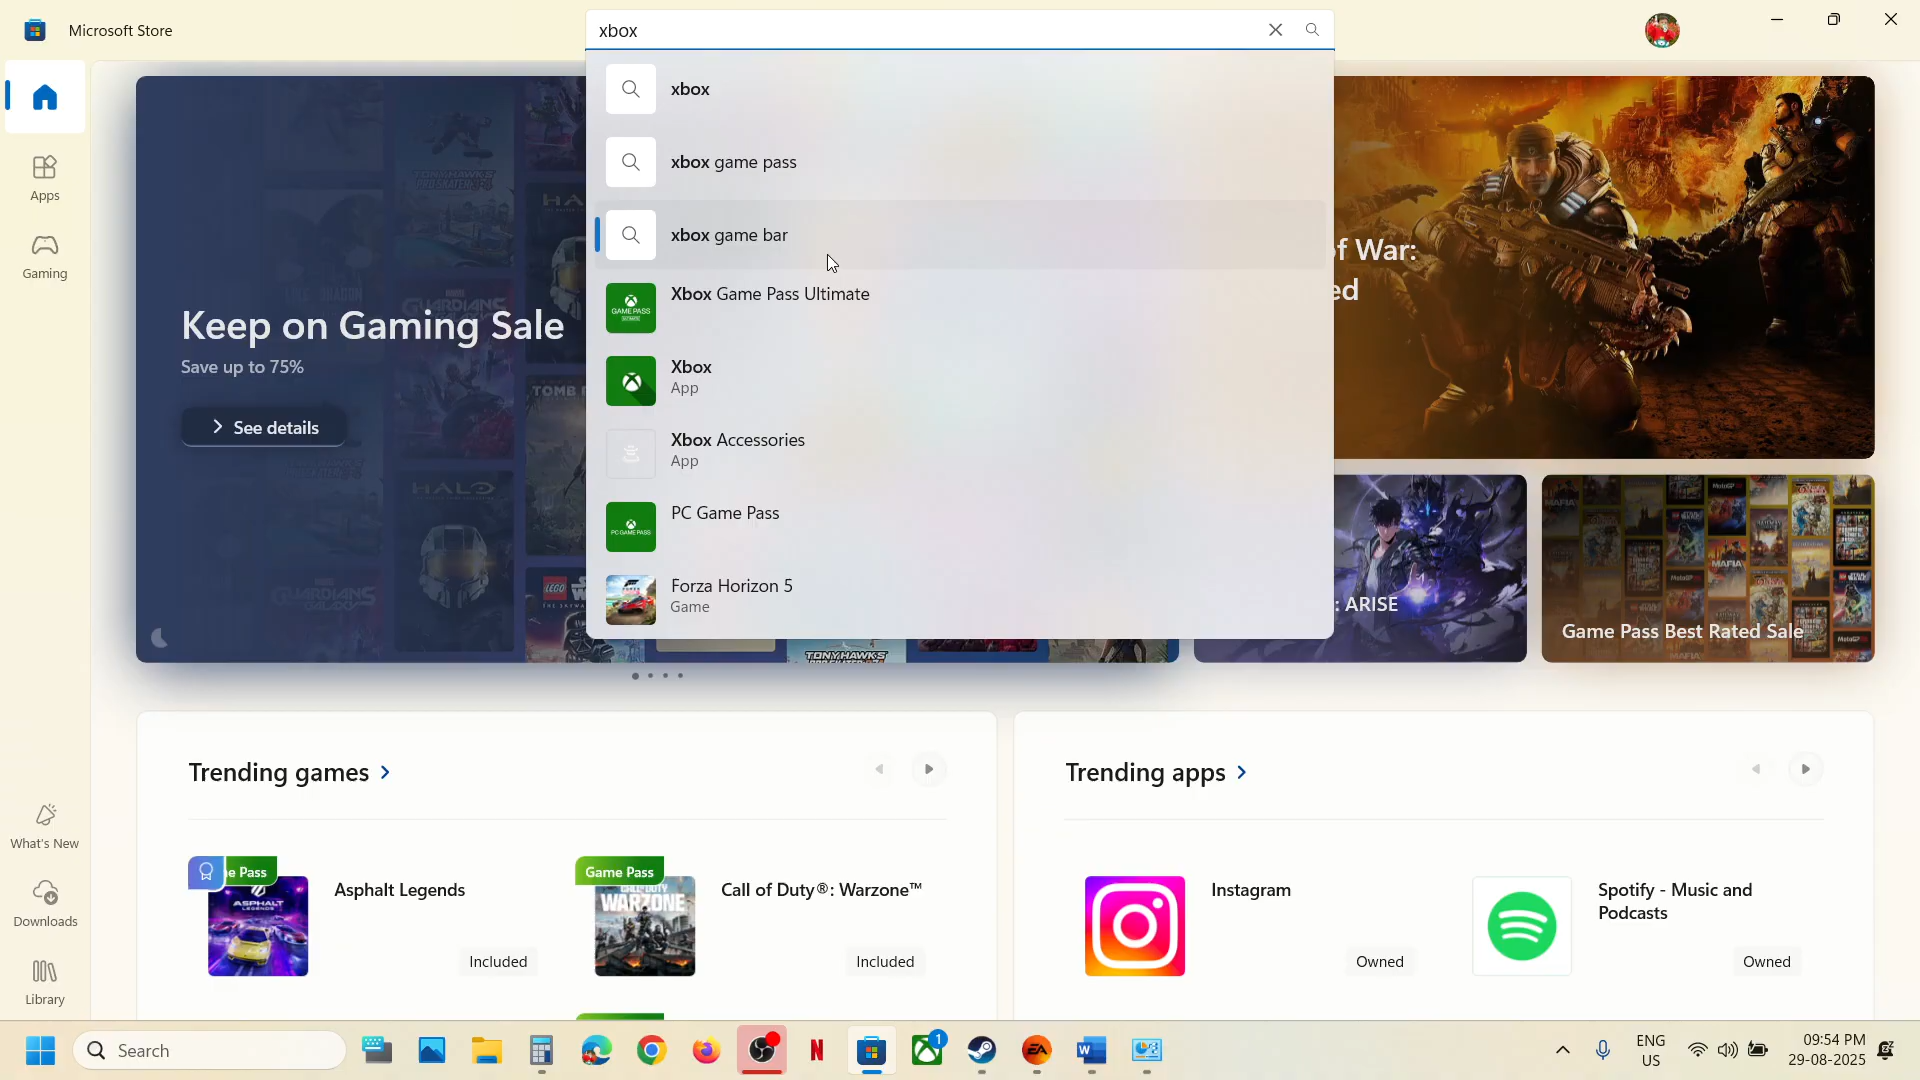 Microsoft Store
xbox
Apps
Gaming
What's New
Downloads
Library
xbox
xbox game pass
xbox game bar
Xbox Game Pass Ultimate
Xbox
App
Xbox Accessories
App
PC Game Pass
Forza Horizon 5
Game
Keep on Gaming Sale
Save up to 75%
See details
of War:
ed
: ARISE
Game Pass Best Rated Sale
Trending games
Game Pass
Asphalt Legends
Included
Game Pass
Call of Duty®: Warzone™
Included
Trending apps
Instagram
Owned
Spotify - Music and
Podcasts
Owned
Search
1
ENG
US
09:54 PM
29-08-2025